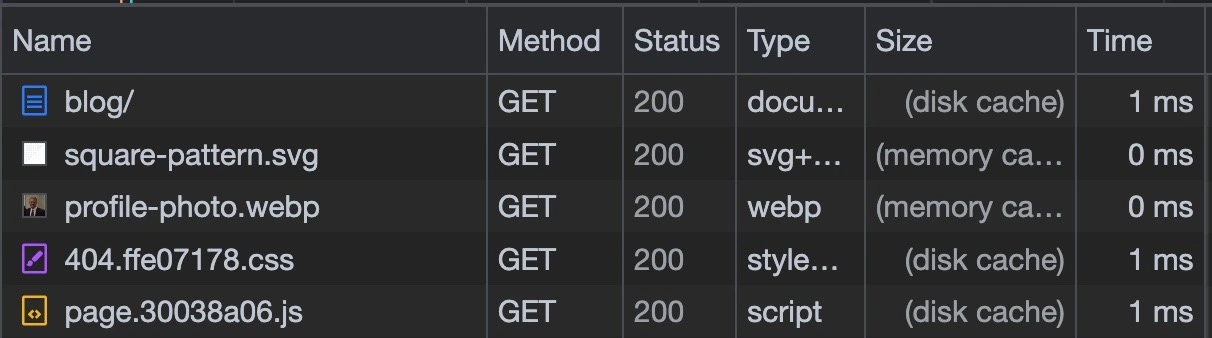 Name Method Status Type Size Time
blog/ GET 200 docu... (disk cache) 1 ms
square-pattern.svg GET 200 svg+... (memory ca... 0 ms
profile-photo.webp GET 200 webp (memory ca... 0 ms
404.ffe07178.css GET 200 style... (disk cache) 1 ms
page.30038a06.js GET 200 script (disk cache) 1 ms